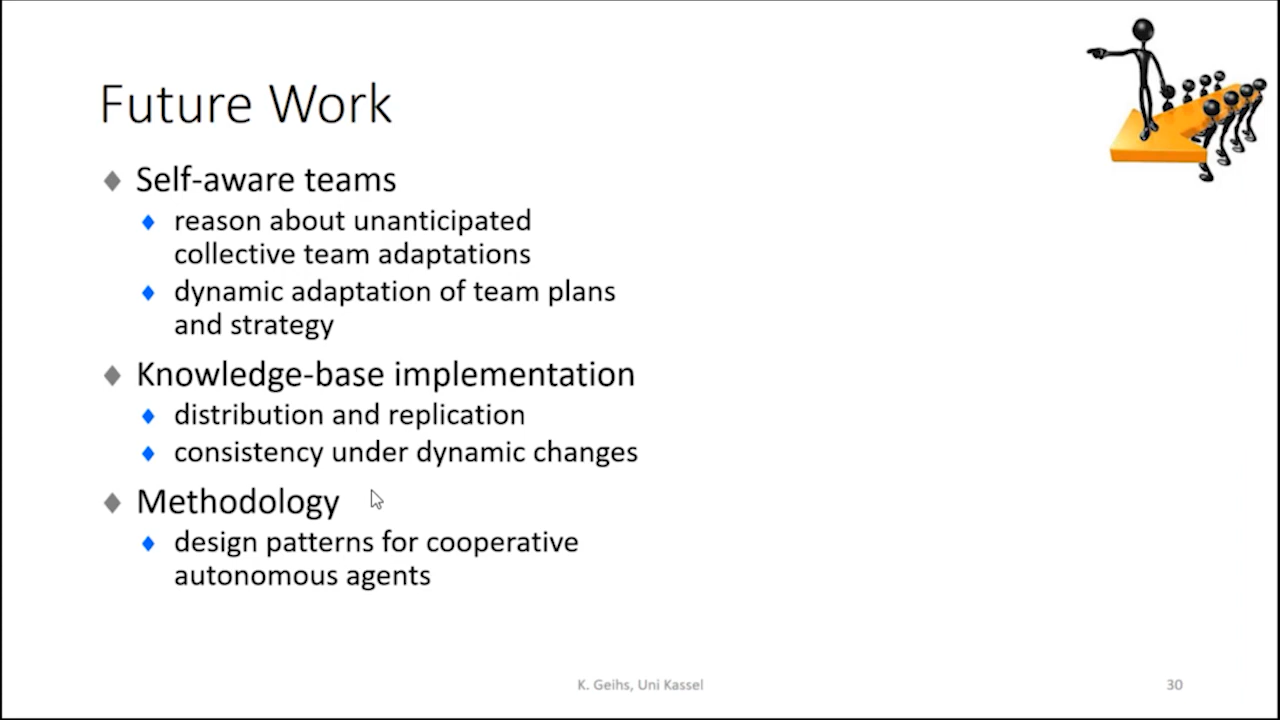 Future Work
Self-aware teams
reason about unanticipated
collective team adaptations
dynamic adaptation of team plans
and strategy
Knowledge-base implementation
distribution and replication
consistency under dynamic changes
Methodology
design patterns for cooperative
autonomous agents
K. Geihs, Uni Kassel
30